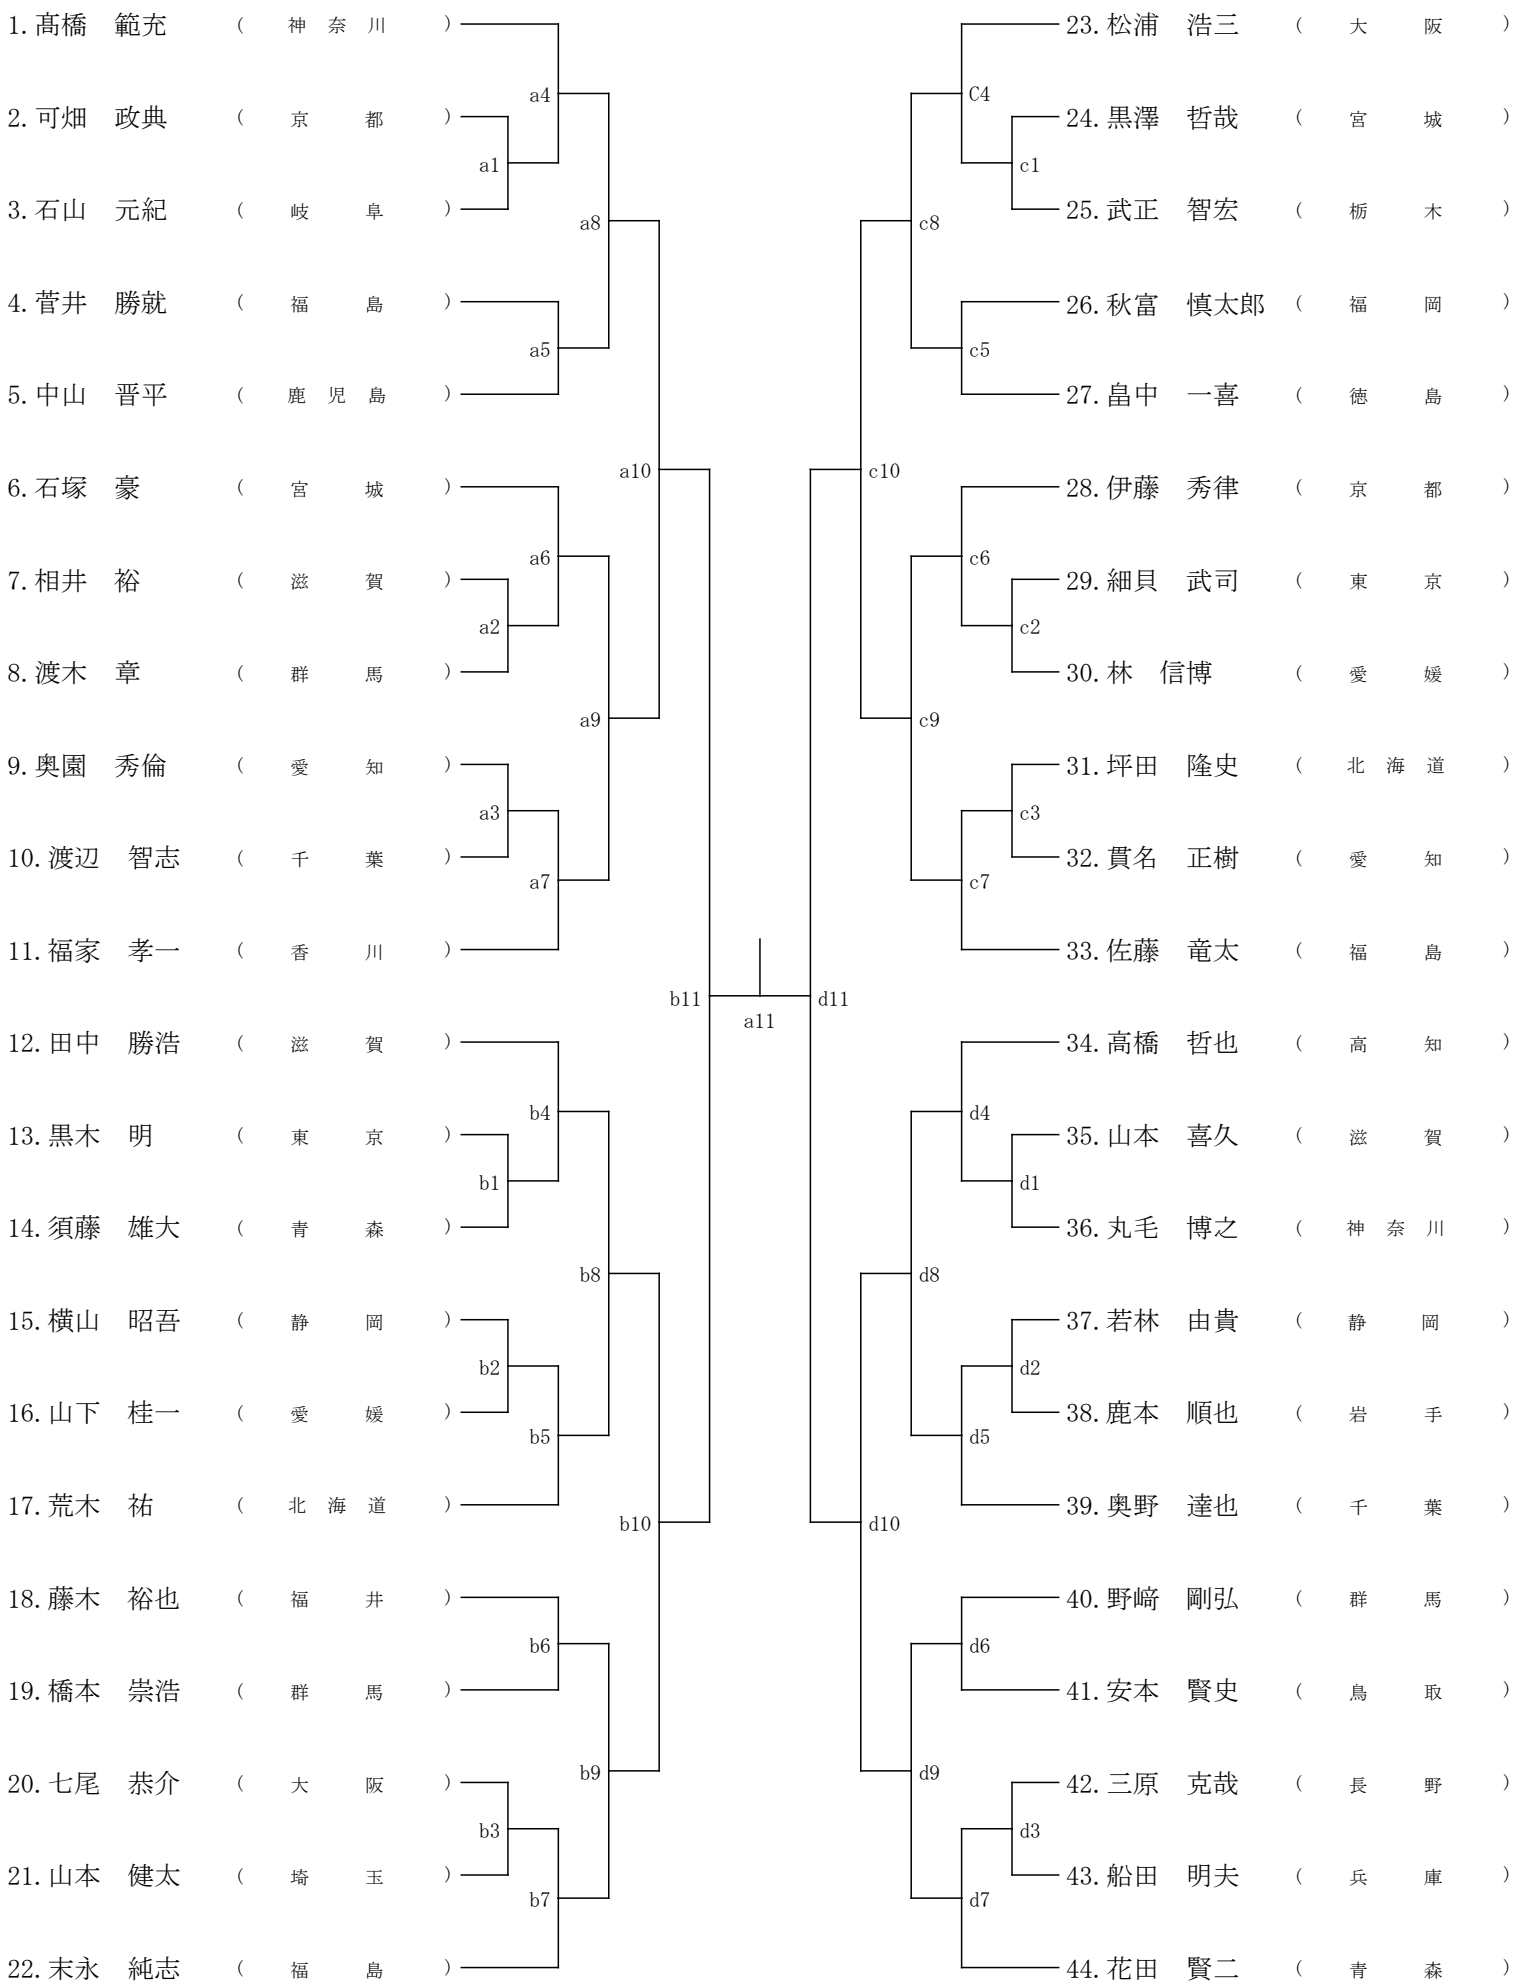 1.髙橋　範充　(　神奈川　)
a4
2.可畑　政典　(　京　都　)
a1
3.石山　元紀　(　岐　阜　)
a8
4.菅井　勝就　(　福　島　)
a5
5.中山　晋平　(　鹿児島　)
a10
6.石塚　豪　(　宮　城　)
a6
7.相井　裕　(　滋　賀　)
a2
8.渡木　章　(　群　馬　)
a9
9.奥園　秀倫　(　愛　知　)
a3
10.渡辺　智志　(　千　葉　)
a7
11.福家　孝一　(　香　川　)
b11
a11
12.田中　勝浩　(　滋　賀　)
b4
13.黒木　明　(　東　京　)
b1
14.須藤　雄大　(　青　森　)
b8
15.横山　昭吾　(　静　岡　)
b2
16.山下　桂一　(　愛　媛　)
b5
17.荒木　祐　(　北海道　)
b10
18.藤木　裕也　(　福　井　)
b6
19.橋本　崇浩　(　群　馬　)
b9
20.七尾　恭介　(　大　阪　)
b3
21.山本　健太　(　埼　玉　)
b7
22.末永　純志　(　福　島　)
23.松浦　浩三　(　大　阪　)
C4
24.黒澤　哲哉　(　宮　城　)
c1
25.武正　智宏　(　栃　木　)
c8
26.秋富　慎太郎　(　福　岡　)
c5
27.畠中　一喜　(　徳　島　)
c10
28.伊藤　秀律　(　京　都　)
c6
29.細貝　武司　(　東　京　)
c2
30.林　信博　(　愛　媛　)
c9
31.坪田　隆史　(　北海道　)
c3
32.貫名　正樹　(　愛　知　)
c7
33.佐藤　竜太　(　福　島　)
d11
34.高橋　哲也　(　高　知　)
d4
35.山本　喜久　(　滋　賀　)
d1
36.丸毛　博之　(　神奈川　)
d8
37.若林　由貴　(　静　岡　)
d2
38.鹿本　順也　(　岩　手　)
d5
39.奥野　達也　(　千　葉　)
d10
40.野﨑　剛弘　(　群　馬　)
d6
41.安本　賢史　(　鳥　取　)
d9
42.三原　克哉　(　長　野　)
d3
43.船田　明夫　(　兵　庫　)
d7
44.花田　賢二　(　青　森　)